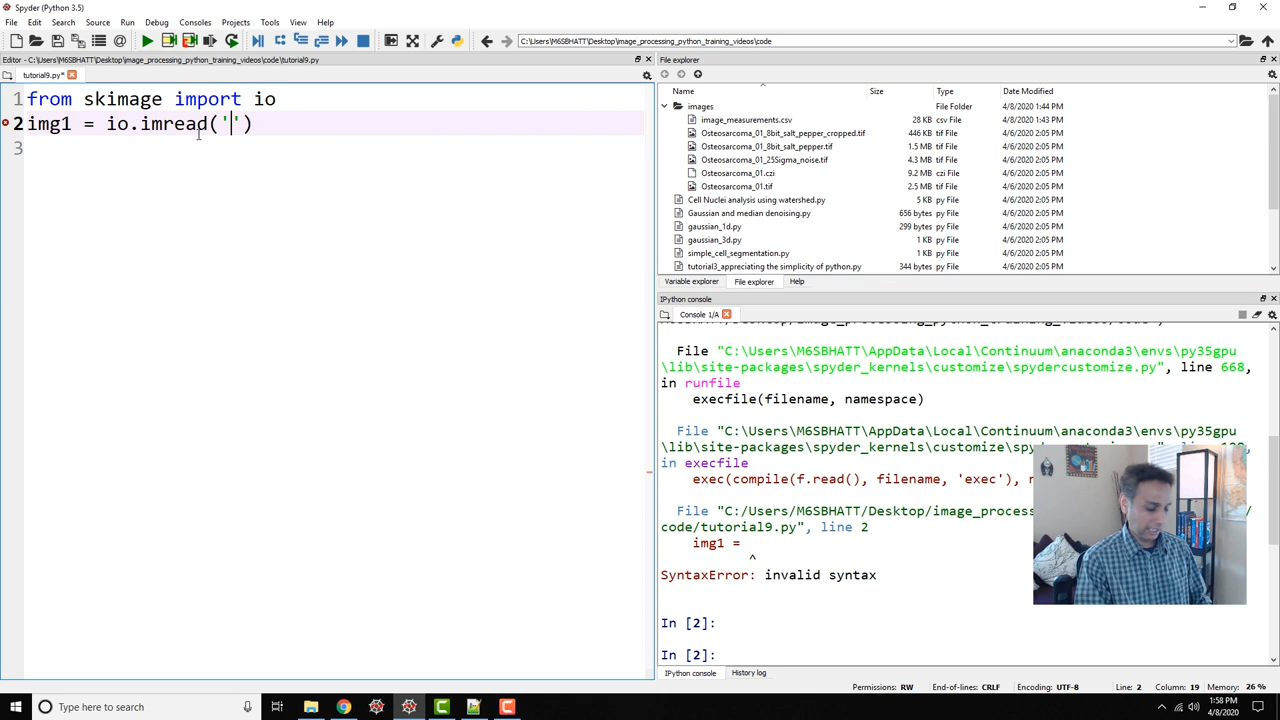 Spyder (Python 3.5)
File Edit Search Source Run Debug Consoles Projects Tools View Help
C:\Users\M6SBHATT\Desktop\image_processing_python_training_videos\code
Editor - C:\Users\M6SBHATT\Desktop\image_processing_python_training_videos\code\tutorial9.py
tutorial9.py*
1 from skimage import io
2 img1 = io.imread('')
3
File explorer
Name Size Type Date Modified
images File Folder 4/8/2020 1:44 PM
image_measurements.csv 28 KB csv File 4/8/2020 1:43 PM
Osteosarcoma_01_8bit_salt_pepper_cropped.tif 446 KB tif File 4/6/2020 2:05 PM
Osteosarcoma_01_8bit_salt_pepper.tif 1.5 MB tif File 4/6/2020 2:05 PM
Osteosarcoma_01_25Sigma_noise.tif 4.3 MB tif File 4/6/2020 2:05 PM
Osteosarcoma_01.czi 9.2 MB czi File 4/6/2020 2:05 PM
Osteosarcoma_01.tif 2.5 MB tif File 4/6/2020 2:05 PM
Cell Nuclei analysis using watershed.py 5 KB py File 4/6/2020 2:05 PM
Gaussian and median denoising.py 656 bytes py File 4/6/2020 2:05 PM
gaussian_1d.py 299 bytes py File 4/6/2020 2:05 PM
gaussian_3d.py 1 KB py File 4/6/2020 2:05 PM
simple_cell_segmentation.py 1 KB py File 4/6/2020 2:05 PM
tutorial3_appreciating the simplicity of python.py 344 bytes py File 4/6/2020 2:05 PM
Variable explorer File explorer Help
IPython console
Console 1/A
File "C:\Users\M6SBHATT\AppData\Local\Continuum\anaconda3\envs\py35gpu
\lib\site-packages\spyder_kernels\customize\spydercustomize.py", line 668,
in runfile
execfile(filename, namespace)
File "C:\Users\M6SBHATT\AppData\Local\Continuum\anaconda3\envs\py35gpu
\lib\site-packages\spyder_kernels\customize\
in execfile
exec(compile(f.read(), filename, 'exec'),
File "C:/Users/M6SBHATT/Desktop/image_process
code/tutorial9.py", line 2
img1 =
^
SyntaxError: invalid syntax
In [2]:
In [2]:
IPython console History log
Permissions: RW End-of-lines: CRLF Encoding: UTF-8 Line: 2 Column: 19 Memory: 26 %
Type here to search
1:58 PM
4/8/2020